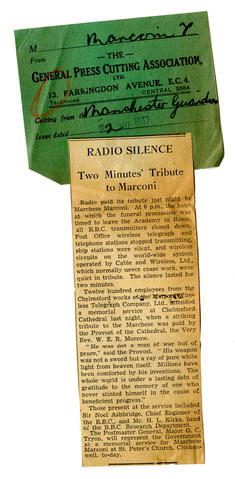 M Marconi Y
From
— THE —
GENERAL PRESS CUTTING ASSOCIATION,
LTD.
13, FARRINGDON AVENUE, E.C.4.
TELEPHONE CENTRAL 2684
Cutting from the Manchester Guardian
Issue dated 22 JUL 1937
RADIO SILENCE
Two Minutes' Tribute
to Marconi
Radio paid its tribute last night to
Marchese Marconi. At 6 p.m., the hour
at which the funeral procession was
timed to leave the Academy in Rome,
all B.B.C. transmitters closed down,
Post Office wireless telegraph and
telephone stations stopped transmitting,
ship stations were silent, and wireless
circuits on the world-wide system
operated by Cable and Wireless, Ltd.,
which normally never cease work, were
quiet in tribute. The silence lasted for
two minutes.
Twelve hundred employees from the
Chelmsford works of the Marconi Wire-
less Telegraph Company, Ltd., attended
a memorial service at Chelmsford
Cathedral last night, when a striking
tribute to the Marchese was paid by
the Provost of the Cathedral, the Very
Rev. W. E. R. Morrow.
"He was not a man of war but of
peace," said the Provost. "His weapon
was not a sword but a ray of pure white
light from heaven itself. Millions have
been comforted by his inventions. The
whole world is under a lasting debt of
gratitude to the memory of one who
never stinted himself in the cause of
beneficient progress."
Those present at the service included
Sir Noel Ashbridge, Chief Engineer of
the B.B.C., and Mr. H. L. Kirke, head
of the B.B.C. Research Department.
The Postmaster General, Major G. C.
Tryon, will represent the Government
at a memorial service for Marchese
Marconi at St. Peter's Church, Clerken-
well, to-day.